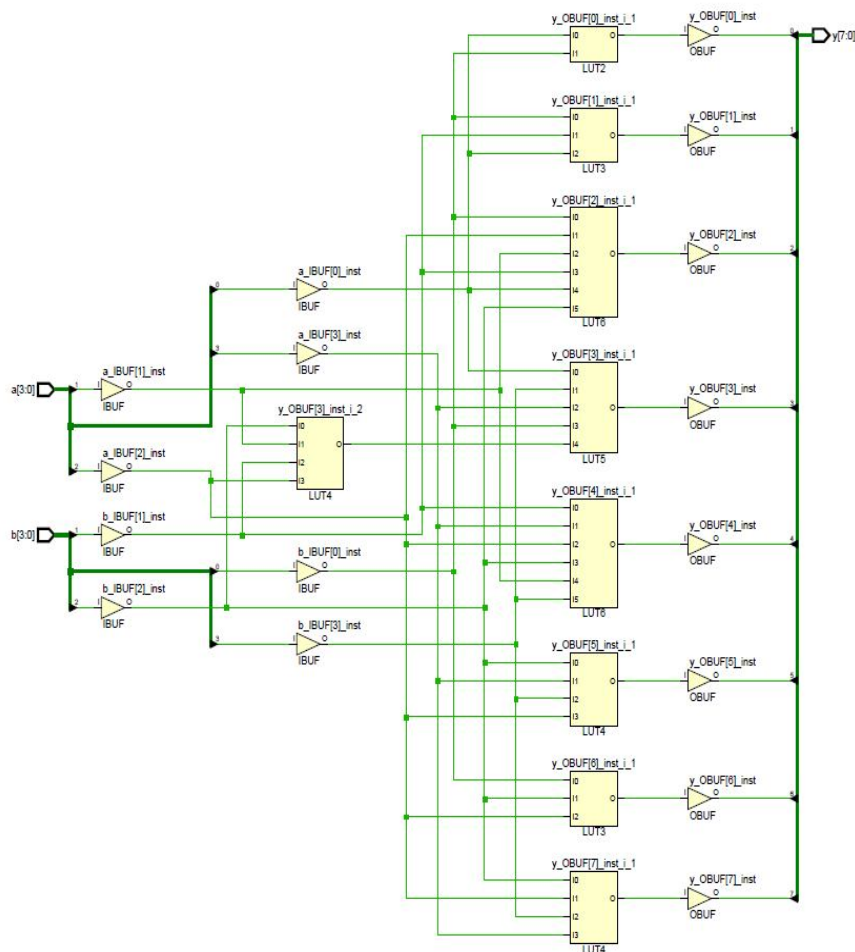 y_OBUF[0]_inst_i_1
I0
I1
O
LUT2
y_OBUF[0]_inst
I
O
OBUF
0
y[7:0]
y_OBUF[1]_inst_i_1
I0
I1
I2
O
LUT3
y_OBUF[1]_inst
I
O
OBUF
1
y_OBUF[2]_inst_i_1
I0
I1
I2
I3
I4
I5
O
LUT6
y_OBUF[2]_inst
I
O
OBUF
2
a_IBUF[0]_inst
0
I
O
IBUF
a_IBUF[3]_inst
3
I
O
IBUF
a[3:0]
a_IBUF[1]_inst
1
I
O
IBUF
a_IBUF[2]_inst
2
I
O
IBUF
y_OBUF[3]_inst_i_2
I0
I1
I2
I3
O
LUT4
y_OBUF[3]_inst_i_1
I0
I1
I2
I3
I4
O
LUT5
y_OBUF[3]_inst
I
O
OBUF
3
b[3:0]
b_IBUF[1]_inst
1
I
O
IBUF
b_IBUF[0]_inst
0
I
O
IBUF
b_IBUF[2]_inst
2
I
O
IBUF
b_IBUF[3]_inst
3
I
O
IBUF
y_OBUF[4]_inst_i_1
I0
I1
I2
I3
I4
I5
O
LUT6
y_OBUF[4]_inst
I
O
OBUF
4
y_OBUF[5]_inst_i_1
I0
I1
I2
I3
O
LUT4
y_OBUF[5]_inst
I
O
OBUF
5
y_OBUF[6]_inst_i_1
I0
I1
I2
O
LUT3
y_OBUF[6]_inst
I
O
OBUF
6
y_OBUF[7]_inst_i_1
I0
I1
I2
I3
O
LUT4
y_OBUF[7]_inst
I
O
OBUF
7